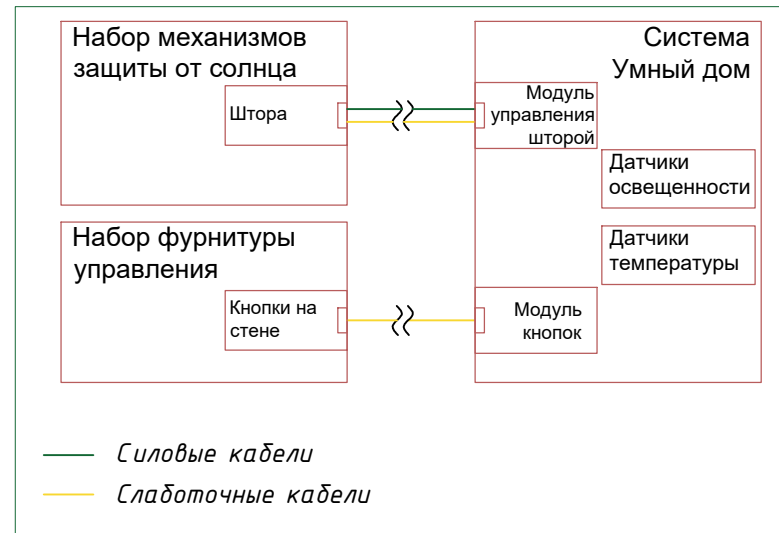 Набор механизмов
защиты от солнца
Штора
Система
Умный дом
Модуль
управления
шторой
Датчики
освещенности
Датчики
температуры
Набор фурнитуры
управления
Кнопки на
стене
Модуль
кнопок
Силовые кабели
Слаботочные кабели